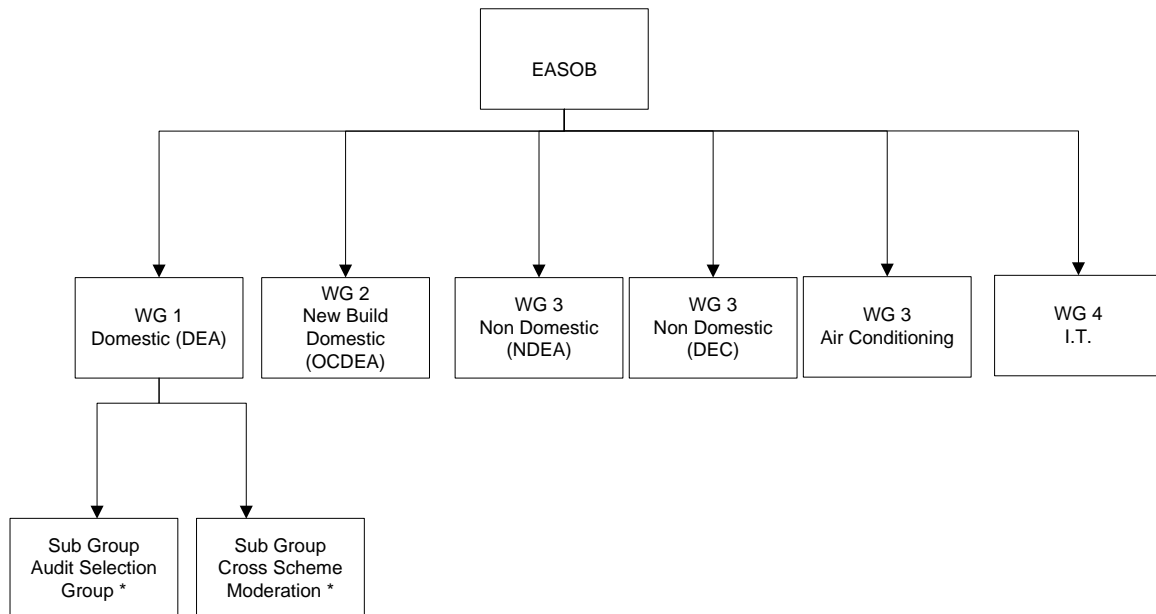 EASOB
WG 1
Domestic (DEA)
WG 2
New Build
Domestic
(OCDEA)
WG 3
Non Domestic
(NDEA)
WG 3
Non Domestic
(DEC)
WG 3
Air Conditioning
WG 4
I.T.
Sub Group
Audit Selection
Group *
Sub Group
Cross Scheme
Moderation *